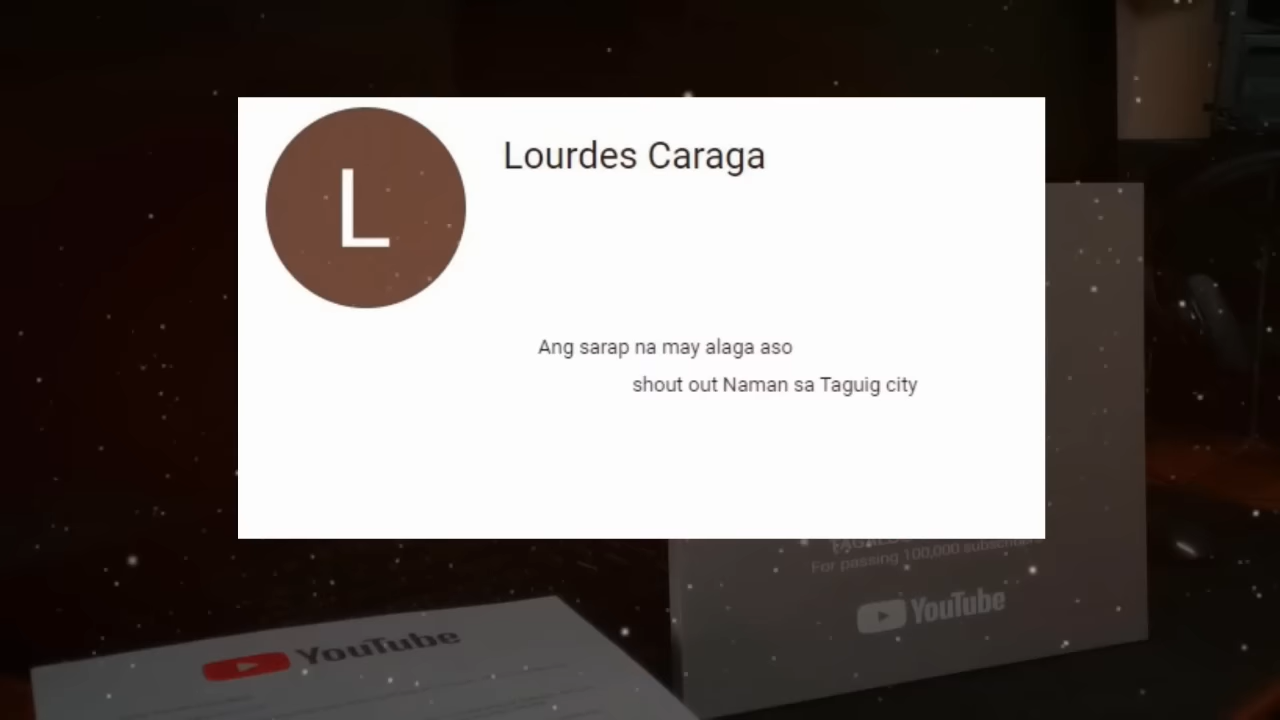 L
Lourdes Caraga
Ang sarap na may alaga aso
shout out Naman sa Taguig city
For passing 100,000
YouTube
YouTube